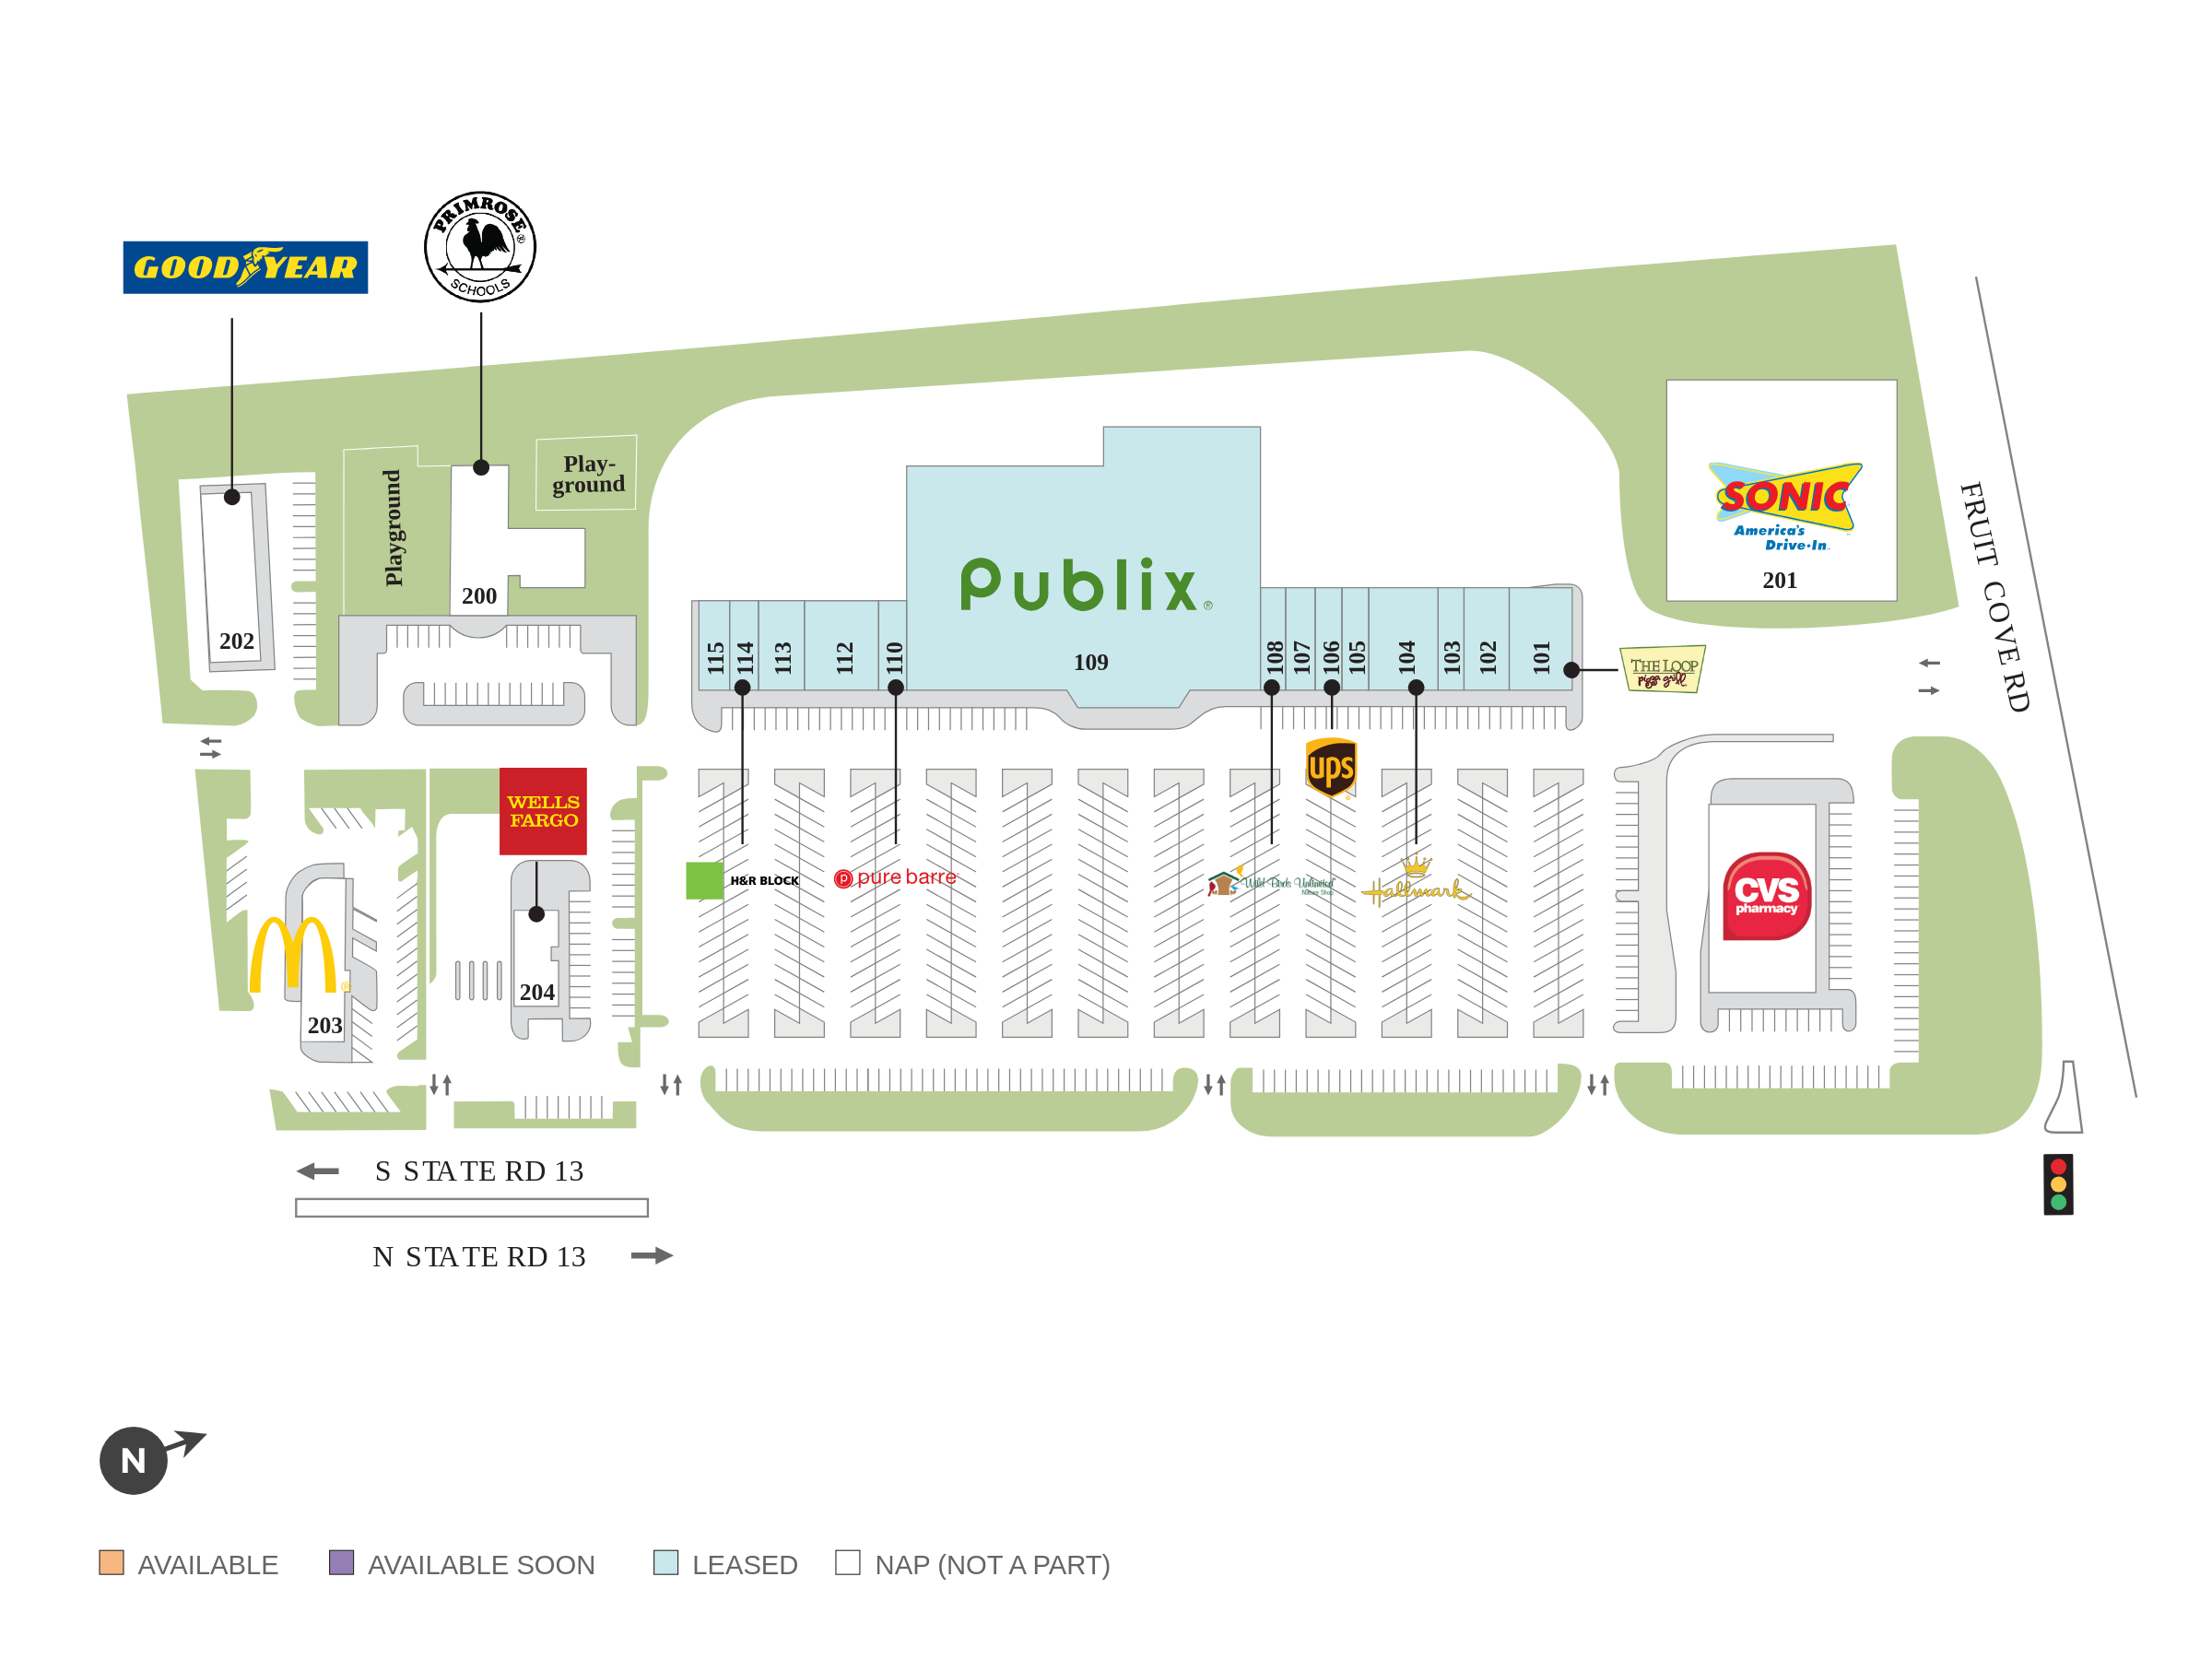 PRIMROSE®
SCHOOLS
GOODYEAR
Playground
Play-
ground
200
202
Publix®
109
115
114
113
112
110
108
107
106
105
104
103
102
101
SONIC
America's
Drive-In
201
THE LOOP
pizza grill
FRUIT COVE RD
WELLS
FARGO
ups
H&R BLOCK
p pure barre
Wild Birds Unlimited
Nature Shop
Hallmark
CVS
pharmacy
®
203
204
S STATE RD 13
N STATE RD 13
N
AVAILABLE
AVAILABLE SOON
LEASED
NAP (NOT A PART)